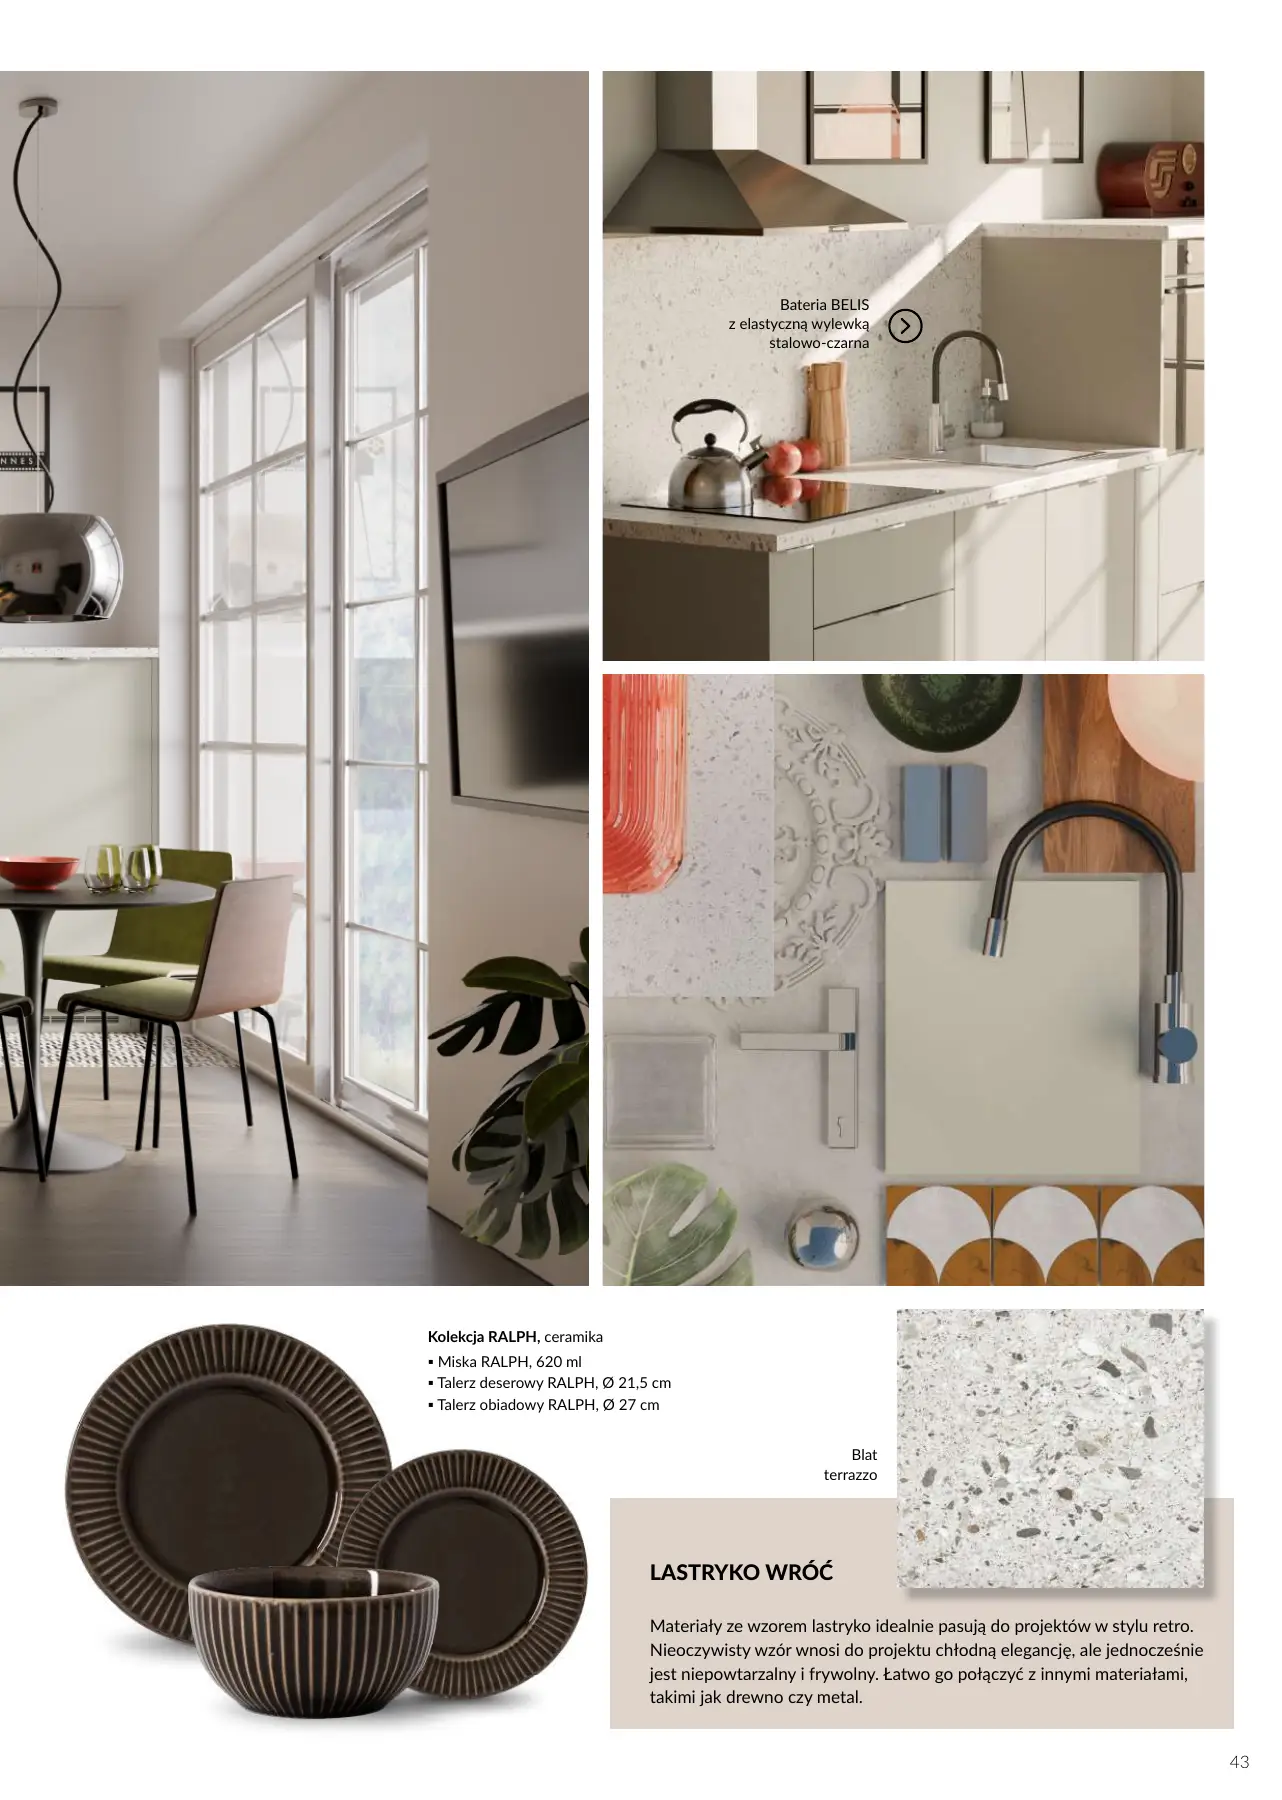 NNES
Bateria BELIS
z elastyczną wylewką
stalowo-czarna
Kolekcja RALPH, ceramika
▪ Miska RALPH, 620 ml
▪ Talerz deserowy RALPH, Ø 21,5 cm
▪ Talerz obiadowy RALPH, Ø 27 cm
Blat
terrazzo
LASTRYKO WRÓĆ
Materiały ze wzorem lastryko idealnie pasują do projektów w stylu retro.
Nieoczywisty wzór wnosi do projektu chłodną elegancję, ale jednocześnie
jest niepowtarzalny i frywolny. Łatwo go połączyć z innymi materiałami,
takimi jak drewno czy metal.
43